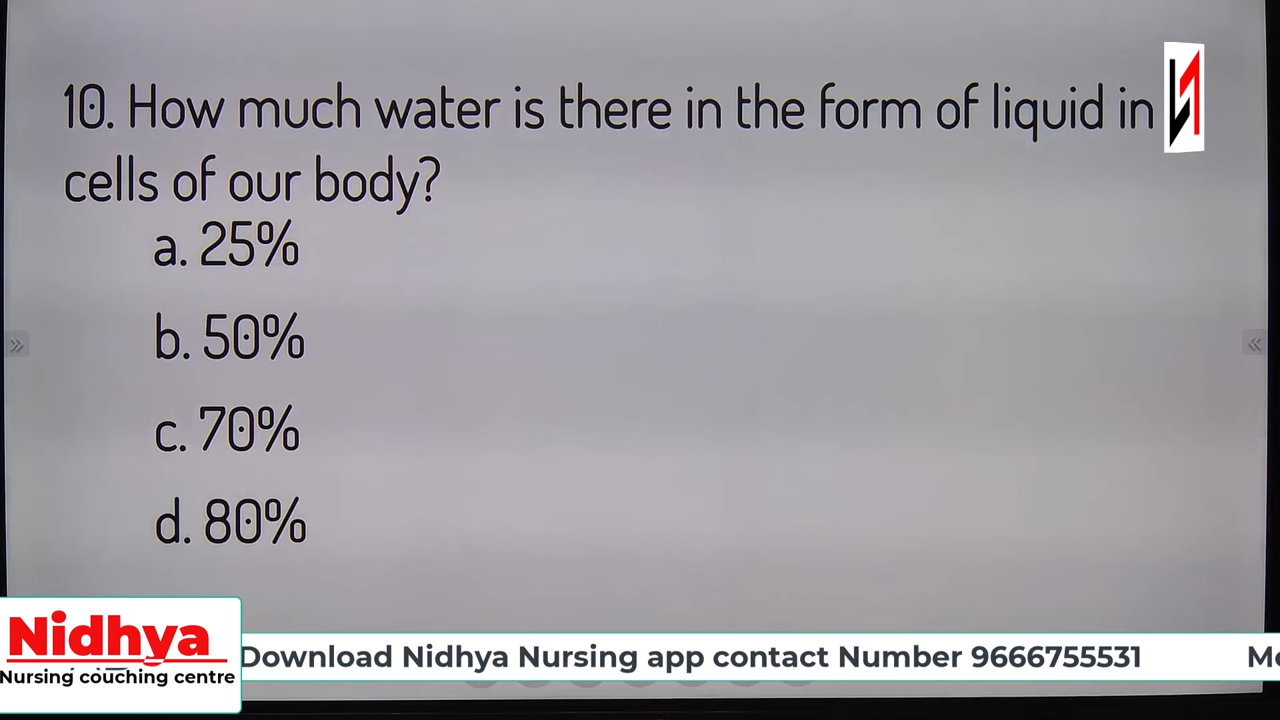 10. How much water is there in the form of liquid in
cells of our body?
a. 25%
b. 50%
c. 70%
d. 80%
Nidhya
Nursing couching centre
Download Nidhya Nursing app contact Number 9666755531